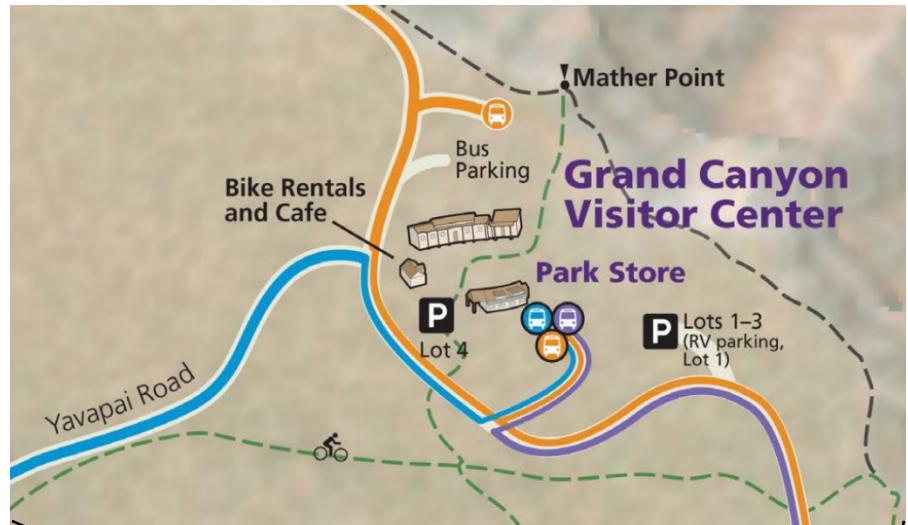 Mather Point
Bus
Parking
Grand Canyon
Visitor Center
Bike Rentals
and Cafe
Park Store
P
Lot 4
P
Lots 1–3
(RV parking,
Lot 1)
Yavapai Road